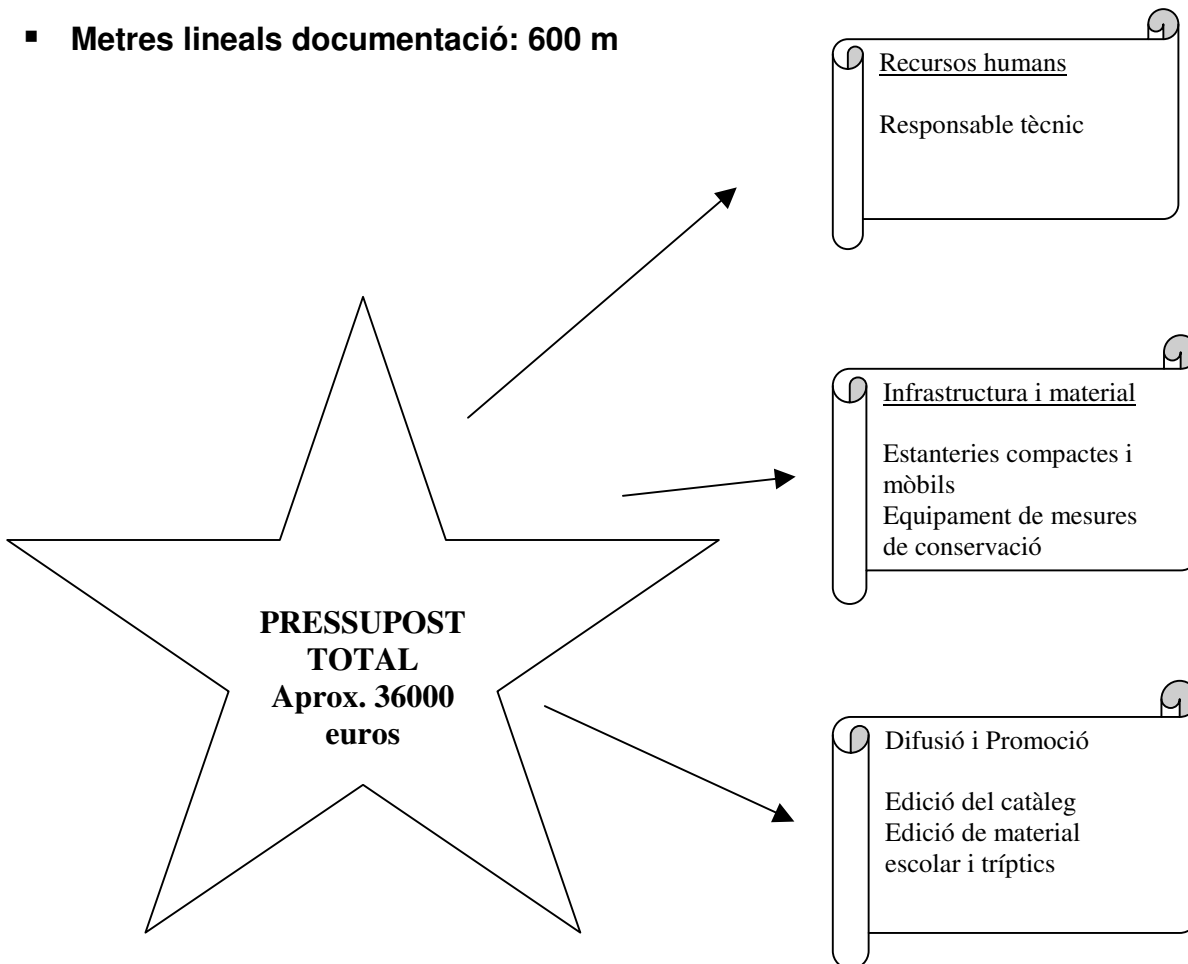 ▪ Metres lineals documentació: 600 m
Recursos humans
Responsable tècnic
Infrastructura i material
Estanteries compactes i
mòbils
Equipament de mesures
de conservació
PRESSUPOST
TOTAL
Aprox. 36000
euros
Difusió i Promoció
Edició del catàleg
Edició de material
escolar i tríptics